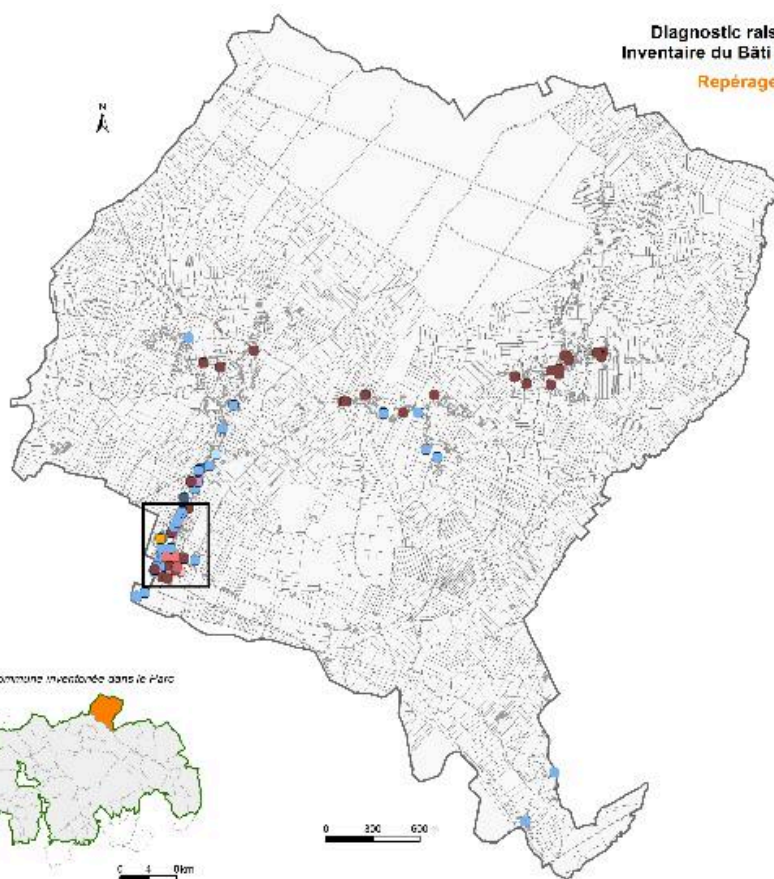 Diagnostic rais
Inventaire du Bâti
Repérage
N
ommune inventoriée dans le Parc
0 300 600
0 4 8km